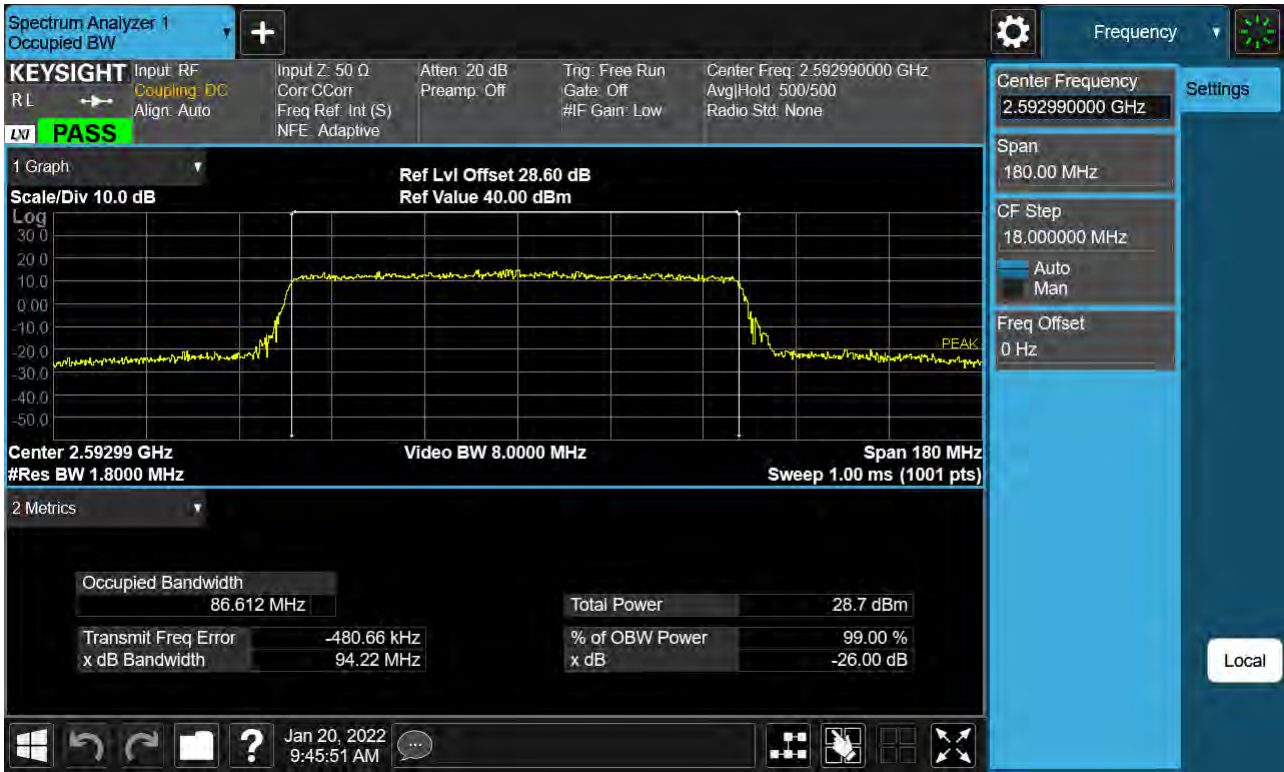 Spectrum Analyzer 1
Occupied BW
Frequency
KEYSIGHT
RL
LXI
PASS
Input: RF
Coupling: DC
Align: Auto
Input Z: 50 Ω
Corr CCorr
Freq Ref: Int (S)
NFE: Adaptive
Atten: 20 dB
Preamp: Off
Trig: Free Run
Gate: Off
#IF Gain: Low
Center Freq: 2.592990000 GHz
Avg|Hold: 500/500
Radio Std: None
Center Frequency
2.592990000 GHz
Settings
Span
180.00 MHz
CF Step
18.000000 MHz
Auto
Man
Freq Offset
0 Hz
Local
1 Graph
Scale/Div 10.0 dB
Ref Lvl Offset 28.60 dB
Ref Value 40.00 dBm
Log
30.0
20.0
10.0
0.00
-10.0
-20.0
-30.0
-40.0
-50.0
PEAK
Center 2.59299 GHz
Video BW 8.0000 MHz
Span 180 MHz
#Res BW 1.8000 MHz
Sweep 1.00 ms (1001 pts)
2 Metrics
Occupied Bandwidth
86.612 MHz
Total Power 28.7 dBm
Transmit Freq Error -480.66 kHz
% of OBW Power 99.00 %
x dB Bandwidth 94.22 MHz
x dB -26.00 dB
Jan 20, 2022
9:45:51 AM